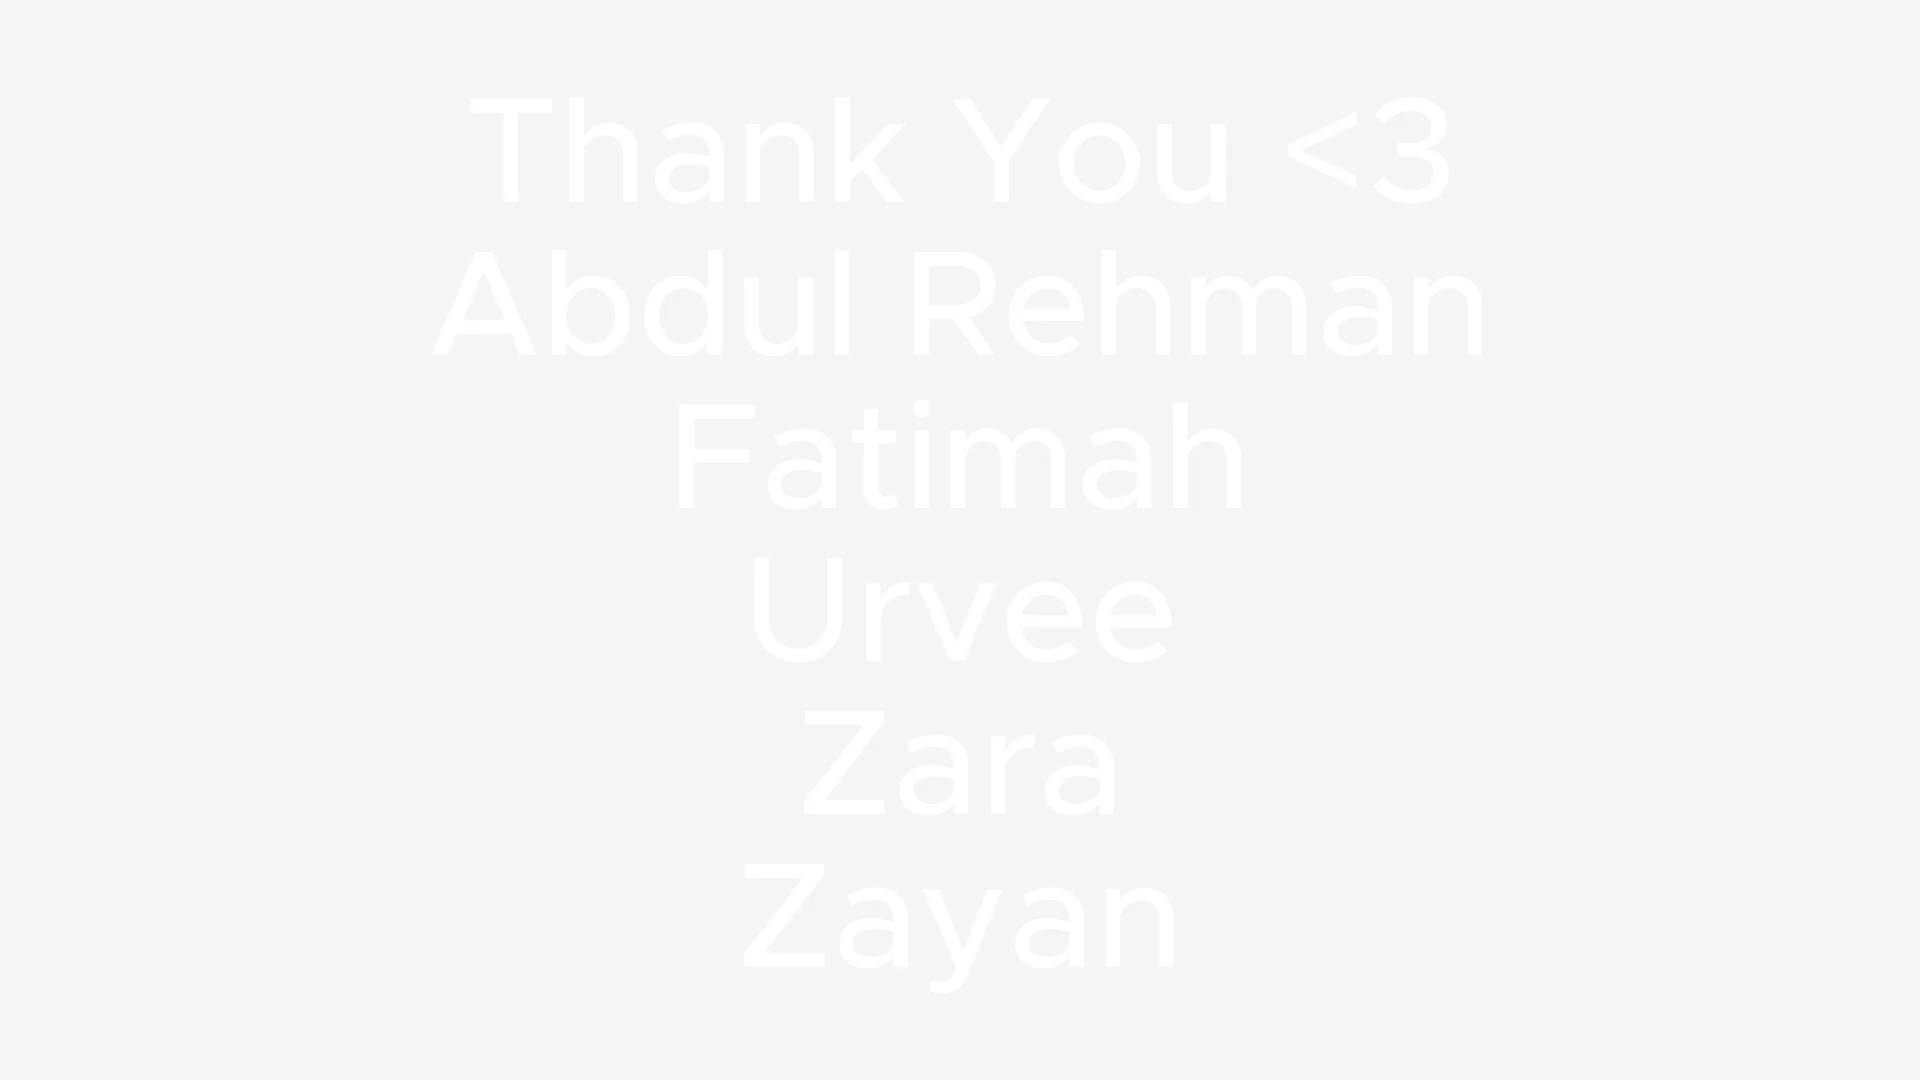 Thank You <3
Abdul Rehman
Fatimah
Urvee
Zara
Zayan